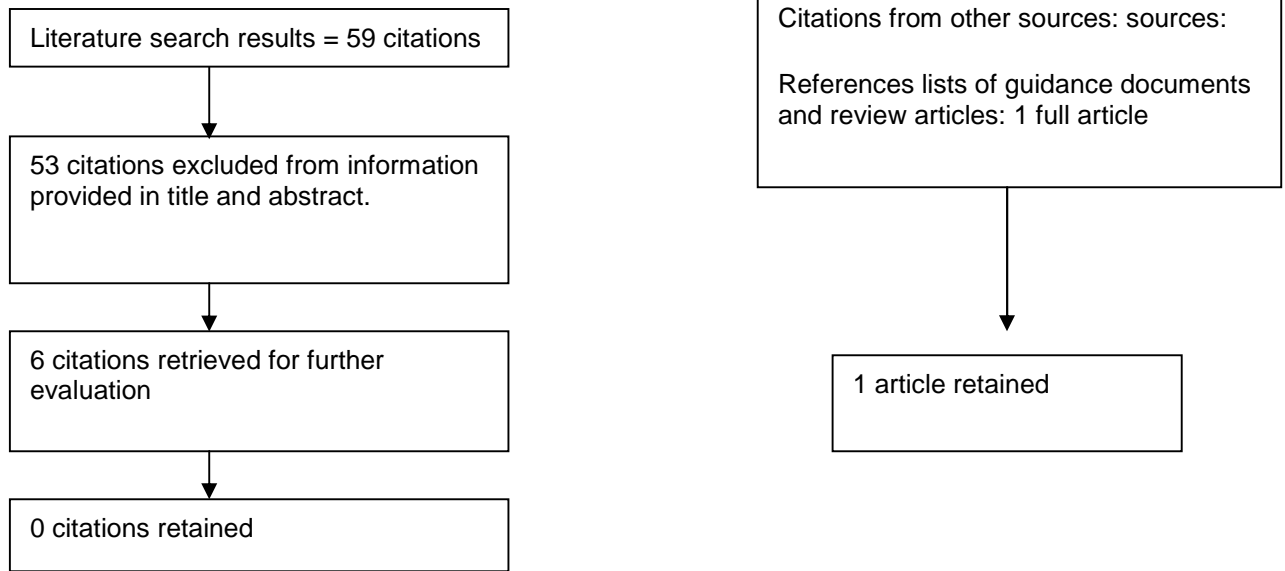 Literature search results = 59 citations
53 citations excluded from information
provided in title and abstract.
6 citations retrieved for further
evaluation
0 citations retained
Citations from other sources: sources:
References lists of guidance documents
and review articles: 1 full article
1 article retained